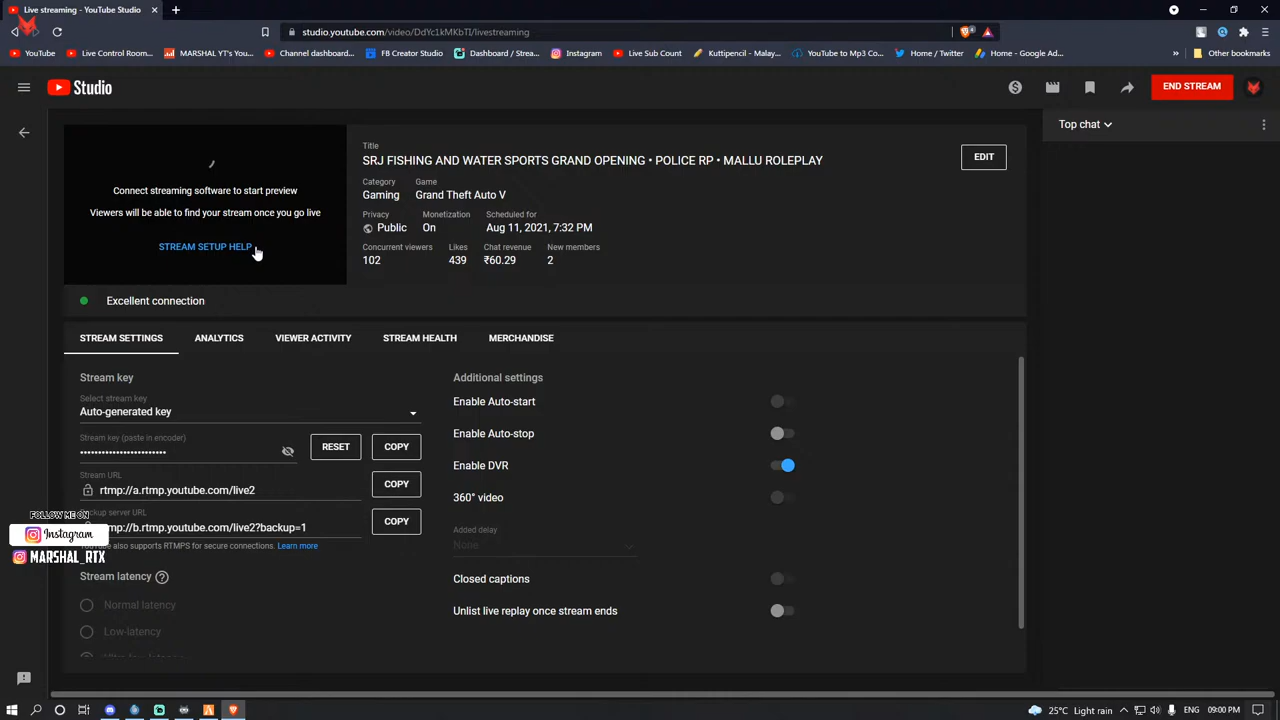 Live streaming - YouTube Studio
studio.youtube.com/video/DdYc1kMKbTI/livestreaming
YouTube
Live Control Room...
MARSHAL YT's You...
Channel dashboard...
FB Creator Studio
Dashboard / Strea...
Instagram
Live Sub Count
Kuttipencil - Malay...
YouTube to Mp3 Co...
Home / Twitter
Home - Google Ad...
Other bookmarks
Studio
END STREAM
Connect streaming software to start preview
Viewers will be able to find your stream once you go live
STREAM SETUP HELP
Title
SRJ FISHING AND WATER SPORTS GRAND OPENING • POLICE RP • MALLU ROLEPLAY
EDIT
Category Game
Gaming Grand Theft Auto V
Privacy Monetization Scheduled for
Public On Aug 11, 2021, 7:32 PM
Concurrent viewers Likes Chat revenue New members
102 439 ₹60.29 2
Top chat
Excellent connection
STREAM SETTINGS ANALYTICS VIEWER ACTIVITY STREAM HEALTH MERCHANDISE
Stream key
Select stream key
Auto-generated key
Stream key (paste in encoder)
••••••••••••••••••••••••
RESET COPY
Stream URL
rtmp://a.rtmp.youtube.com/live2
COPY
Backup server URL
mp://b.rtmp.youtube.com/live2?backup=1
COPY
YouTube also supports RTMPS for secure connections. Learn more
Stream latency
Normal latency
Low-latency
Additional settings
Enable Auto-start
Enable Auto-stop
Enable DVR
360° video
Added delay
None
Closed captions
Unlist live replay once stream ends
FOLLOW ME ON
Instagram
MARSHAL_RTX
25°C Light rain
09:00 PM